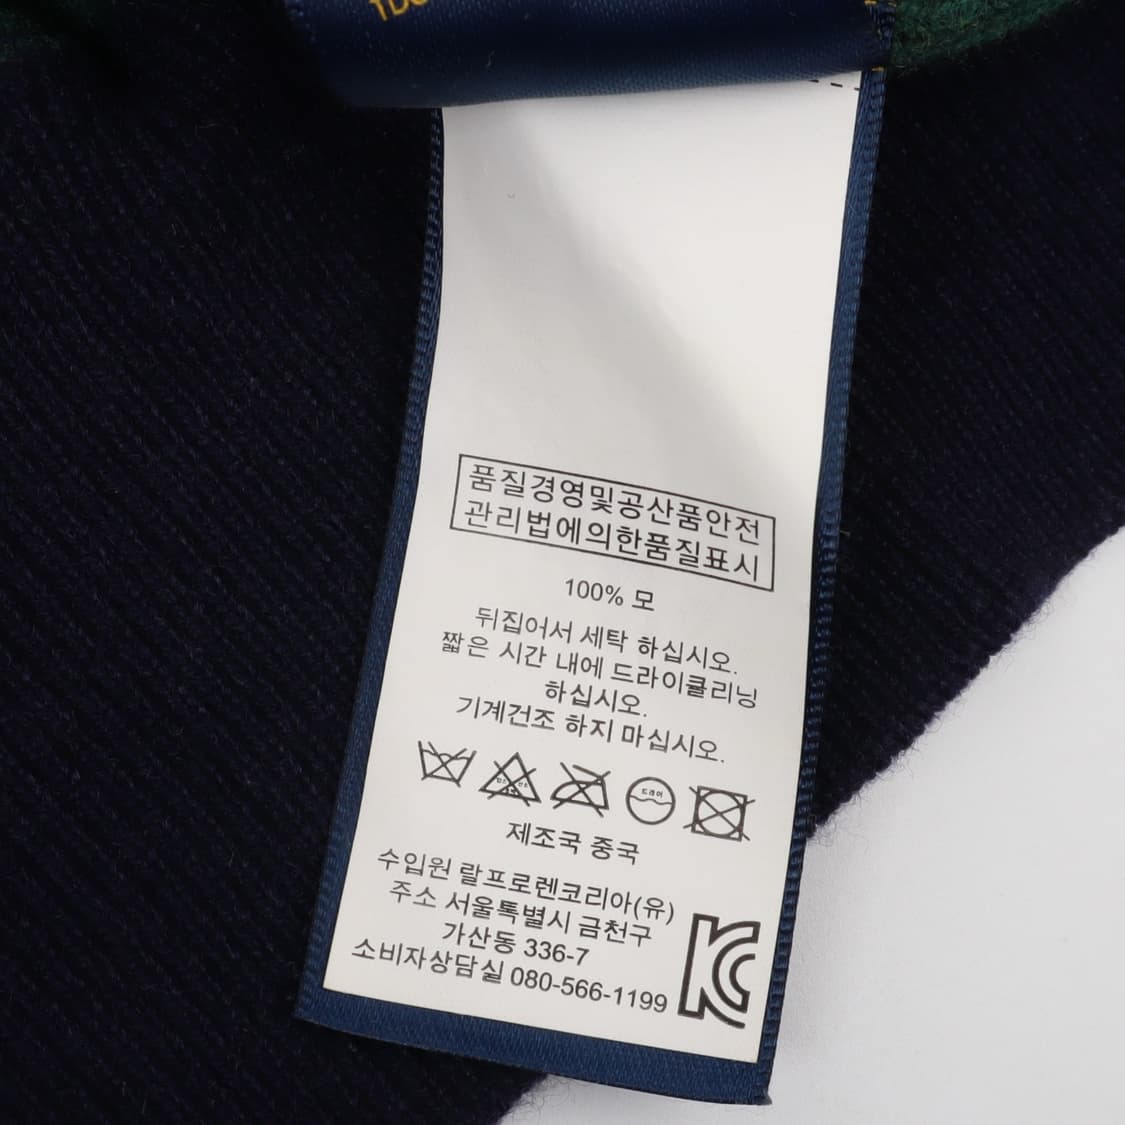 품질경영및공산품안전
관리법에의한품질표시
100% 모
뒤집어서 세탁 하십시오.
짧은 시간 내에 드라이클리닝
하십시오.
기계건조 하지 마십시오.
드라이
제조국 중국
수입원 랄프로렌코리아(유)
주소 서울특별시 금천구
가산동 336-7
소비자상담실 080-566-1199